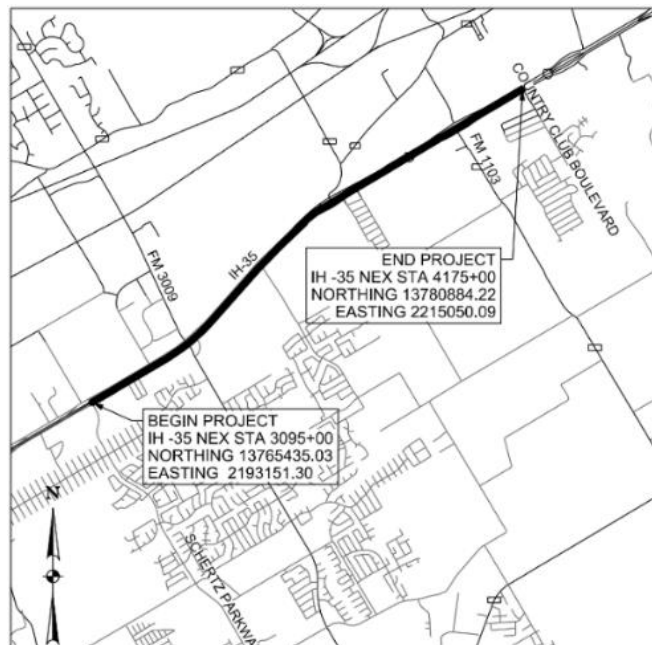 COUNTRY CLUB BOULEVARD
FM 1103
IH-35
FM 3009
END PROJECT
IH -35 NEX STA 4175+00
NORTHING 13780884.22
EASTING 2215050.09
BEGIN PROJECT
IH -35 NEX STA 3095+00
NORTHING 13765435.03
EASTING 2193151.30
N
SCHERTZ PARKWA